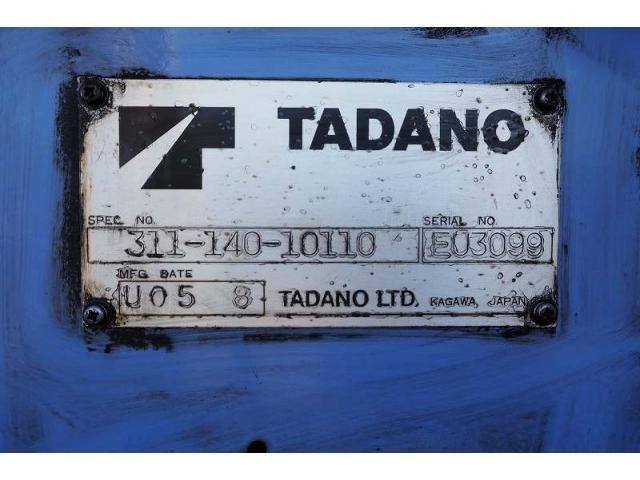 TADANO
SPEC. NO. SERIAL NO.
311-140-10110 E03099
MFG DATE
U05 8 TADANO LTD. KAGAWA, JAPAN